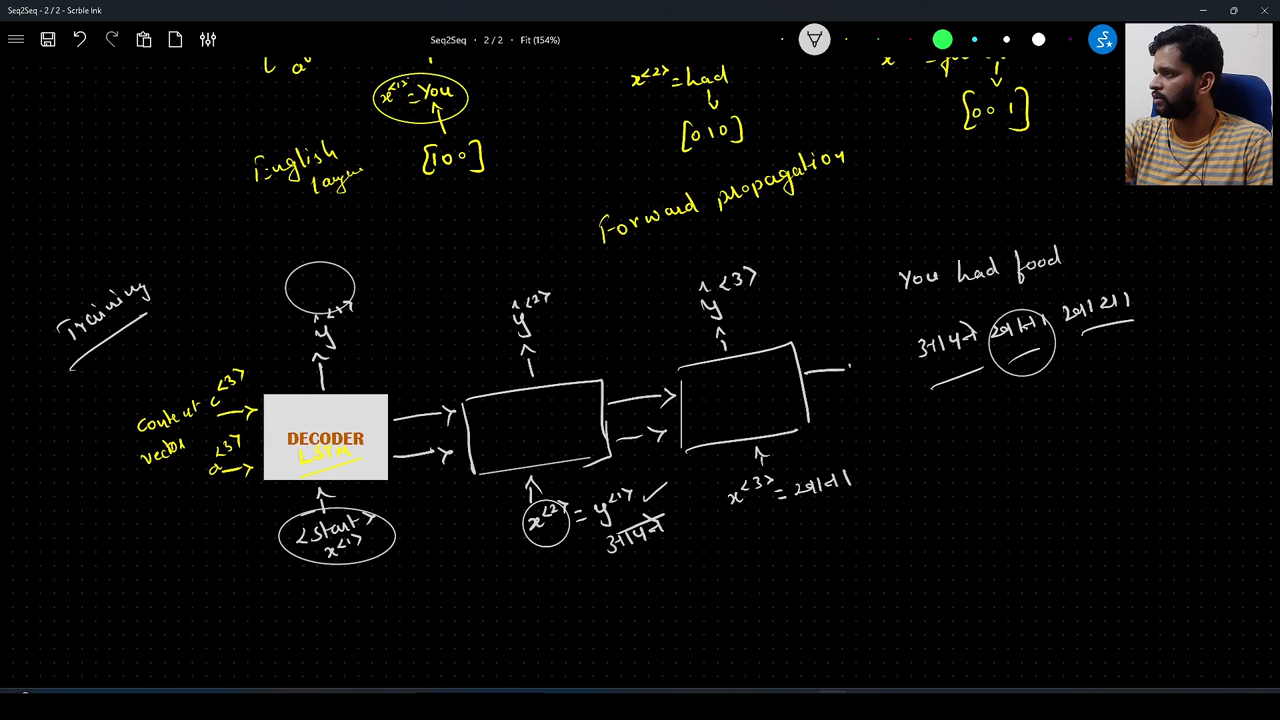 Seq2Seq - 2 / 2 - Scrble Ink
Seq2Seq • 2 / 2 • Fit (154%)
x<1> = You
x<2> = had
[1 0 0]
[0 1 0]
[0 0 1]
English
Forward propagation
Training
ŷ<1>
ŷ<2>
ŷ<3>
You had food
context c<3>
vector
a<3>
DECODER
LSTM
<start>
x<1>
x<2> = y<1>
x<3> =